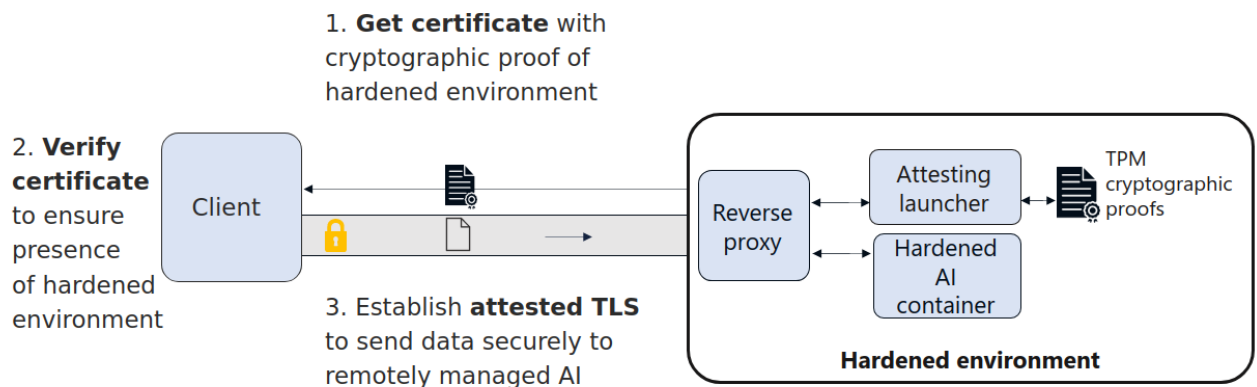 1. Get certificate with
cryptographic proof of
hardened environment
2. Verify
certificate
to ensure
presence
of hardened
environment
Client
3. Establish attested TLS
to send data securely to
remotely managed AI
Reverse
proxy
Attesting
launcher
TPM
cryptographic
proofs
Hardened
AI
container
Hardened environment